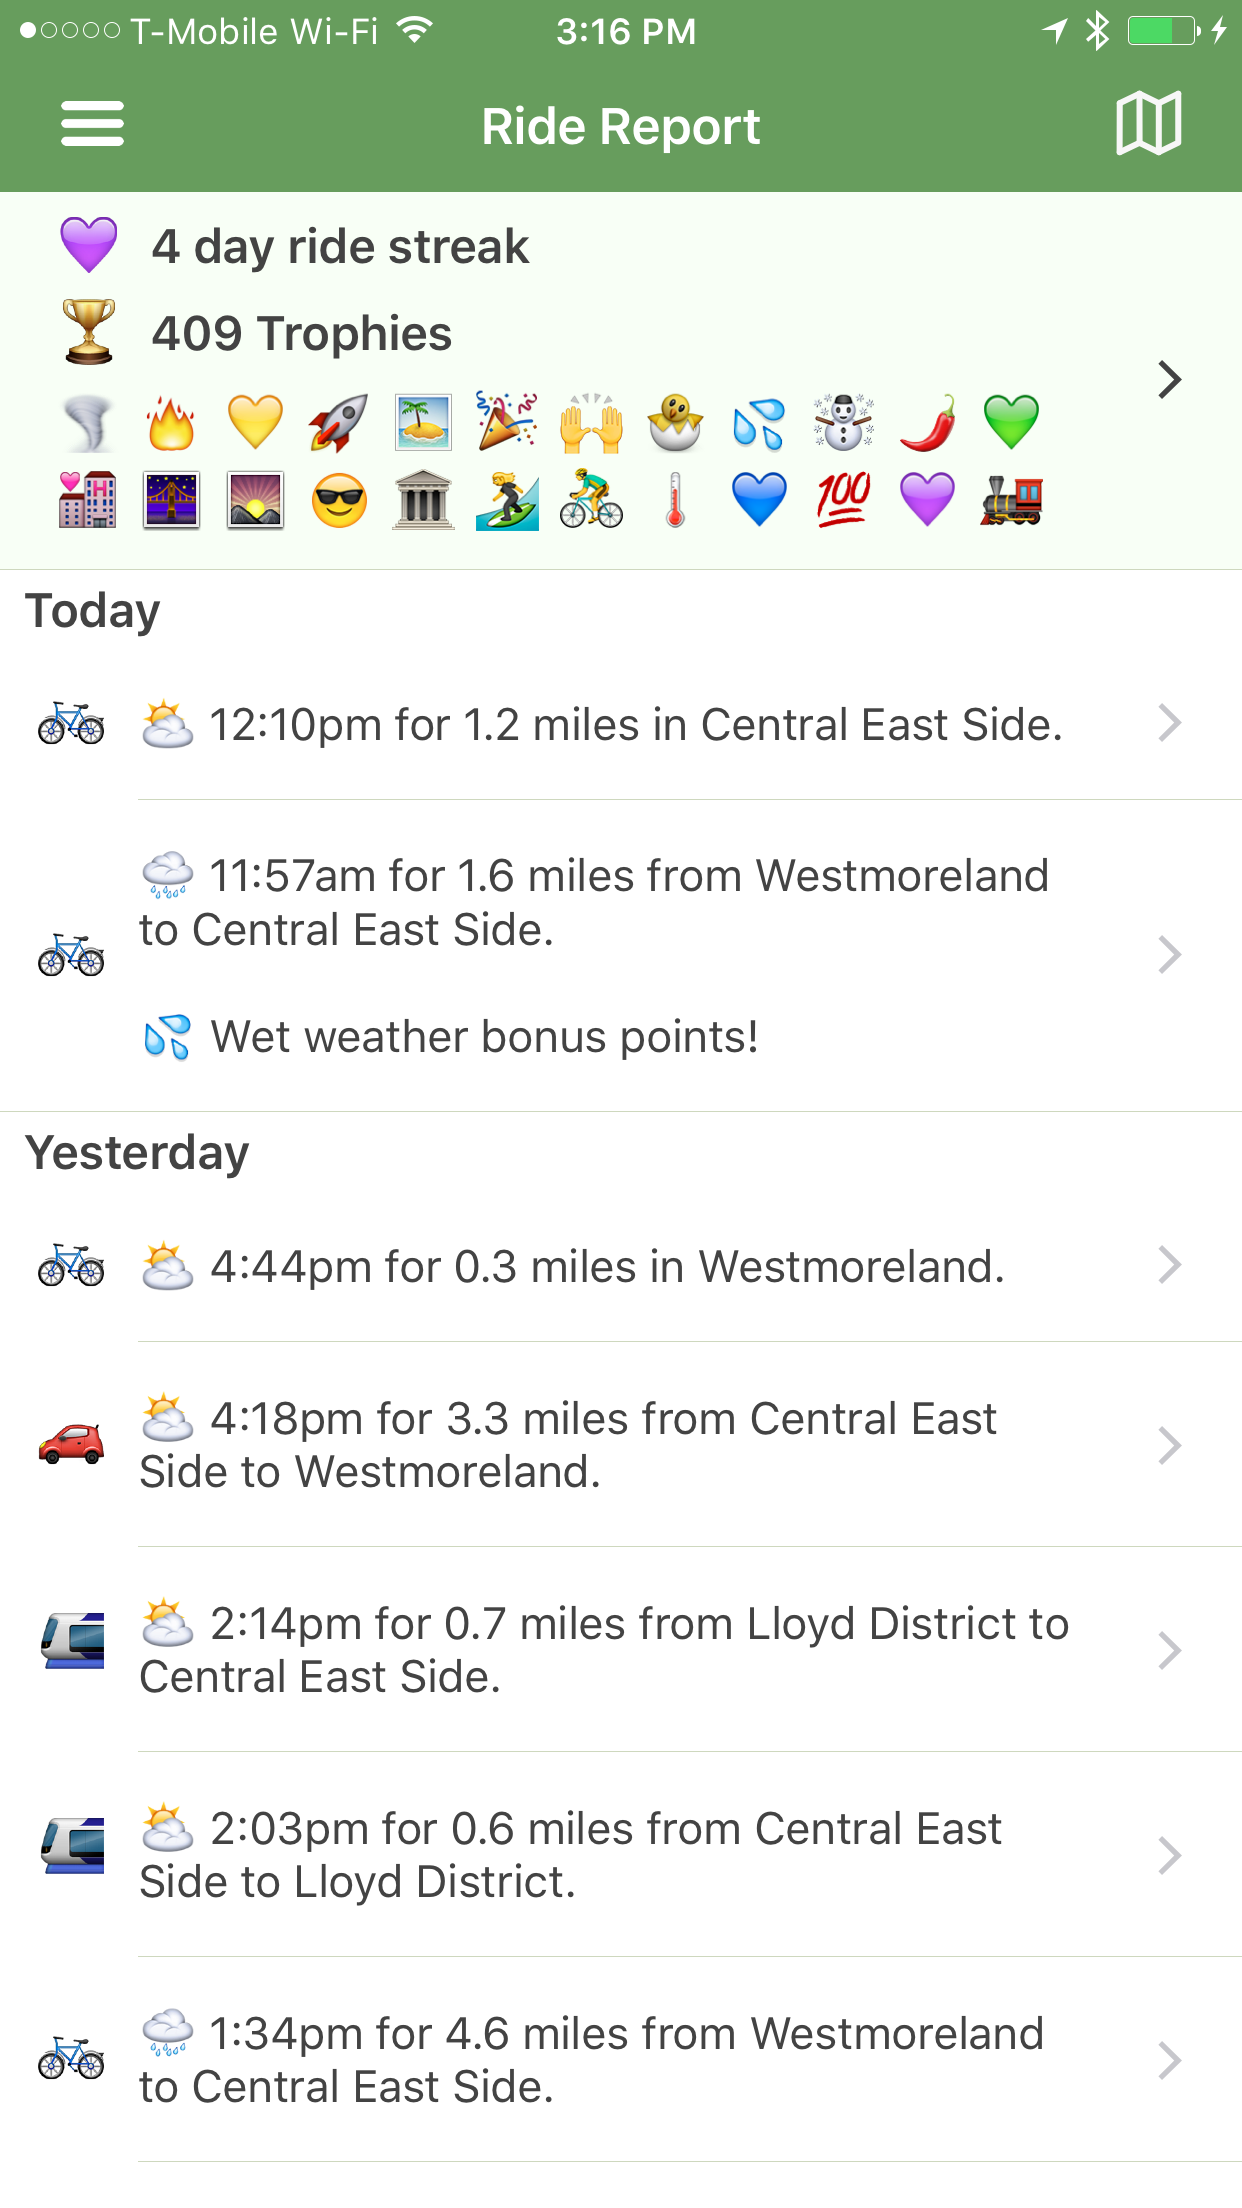 T-Mobile Wi-Fi 3:16 PM
Ride Report
4 day ride streak
409 Trophies
100
H
Today
12:10pm for 1.2 miles in Central East Side.
11:57am for 1.6 miles from Westmoreland
to Central East Side.
Wet weather bonus points!
Yesterday
4:44pm for 0.3 miles in Westmoreland.
4:18pm for 3.3 miles from Central East
Side to Westmoreland.
2:14pm for 0.7 miles from Lloyd District to
Central East Side.
2:03pm for 0.6 miles from Central East
Side to Lloyd District.
1:34pm for 4.6 miles from Westmoreland
to Central East Side.